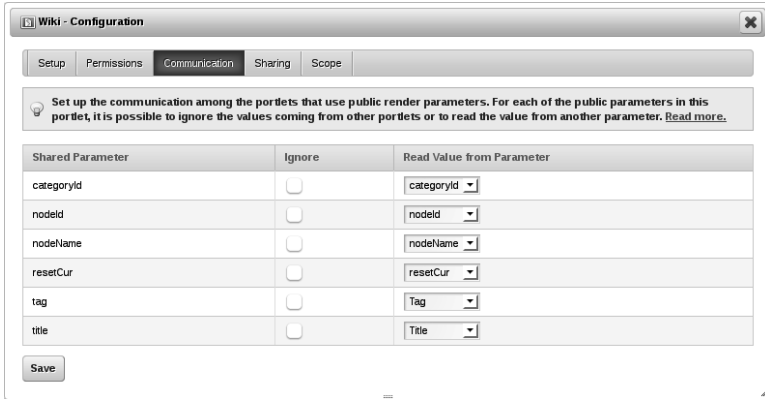 Wiki - Configuration
Setup Permissions Communication Sharing Scope
Set up the communication among the portlets that use public render parameters. For each of the public parameters in this
portlet, it is possible to ignore the values coming from other portlets or to read the value from another parameter. Read more.
Shared Parameter Ignore Read Value from Parameter
categoryId categoryId
nodeId nodeId
nodeName nodeName
resetCur resetCur
tag Tag
title Title
Save